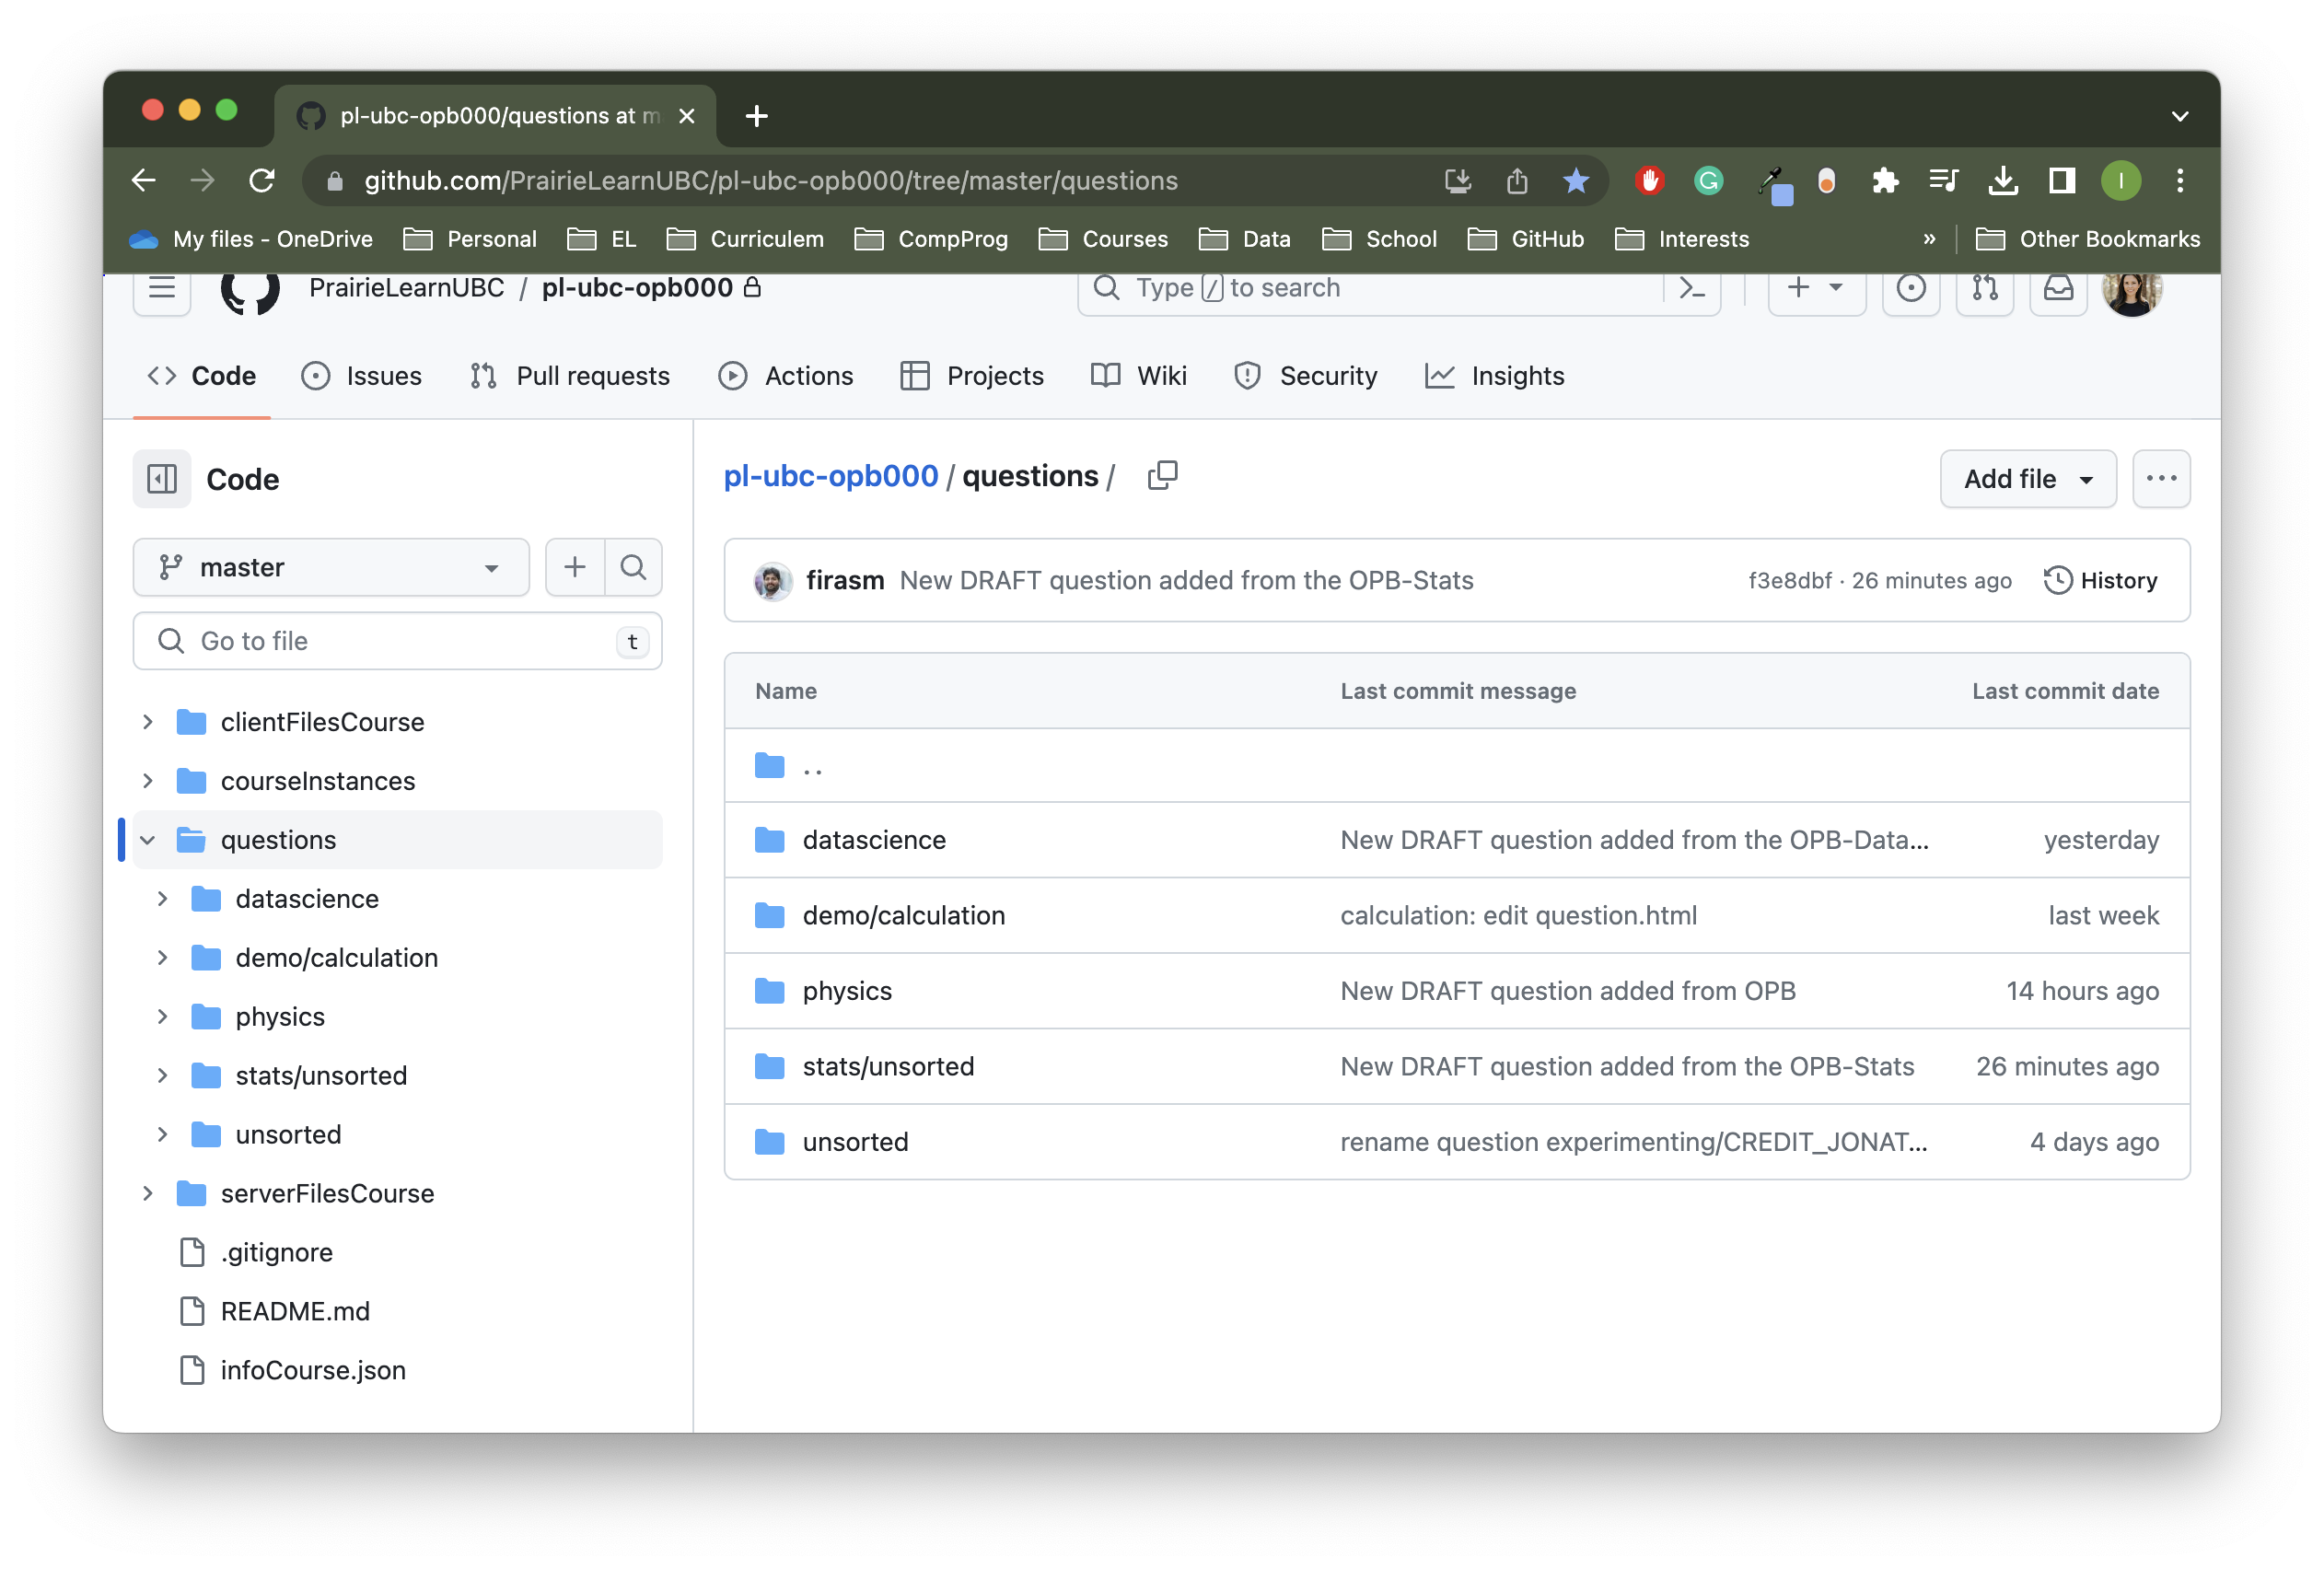 pl-ubc-opb000/questions at m
github.com/PrairieLearnUBC/pl-ubc-opb000/tree/master/questions
I
My files - OneDrive Personal EL Curriculem CompProg Courses Data School GitHub Interests » Other Bookmarks
PrairieLearnUBC / pl-ubc-opb000
Type / to search
Code Issues Pull requests Actions Projects Wiki Security Insights
Code
master
Go to file t
clientFilesCourse
courseInstances
questions
datascience
demo/calculation
physics
stats/unsorted
unsorted
serverFilesCourse
.gitignore
README.md
infoCourse.json
pl-ubc-opb000 / questions /
Add file
firasm New DRAFT question added from the OPB-Stats f3e8dbf · 26 minutes ago History
Name Last commit message Last commit date
..
datascience New DRAFT question added from the OPB-Data... yesterday
demo/calculation calculation: edit question.html last week
physics New DRAFT question added from OPB 14 hours ago
stats/unsorted New DRAFT question added from the OPB-Stats 26 minutes ago
unsorted rename question experimenting/CREDIT_JONAT... 4 days ago